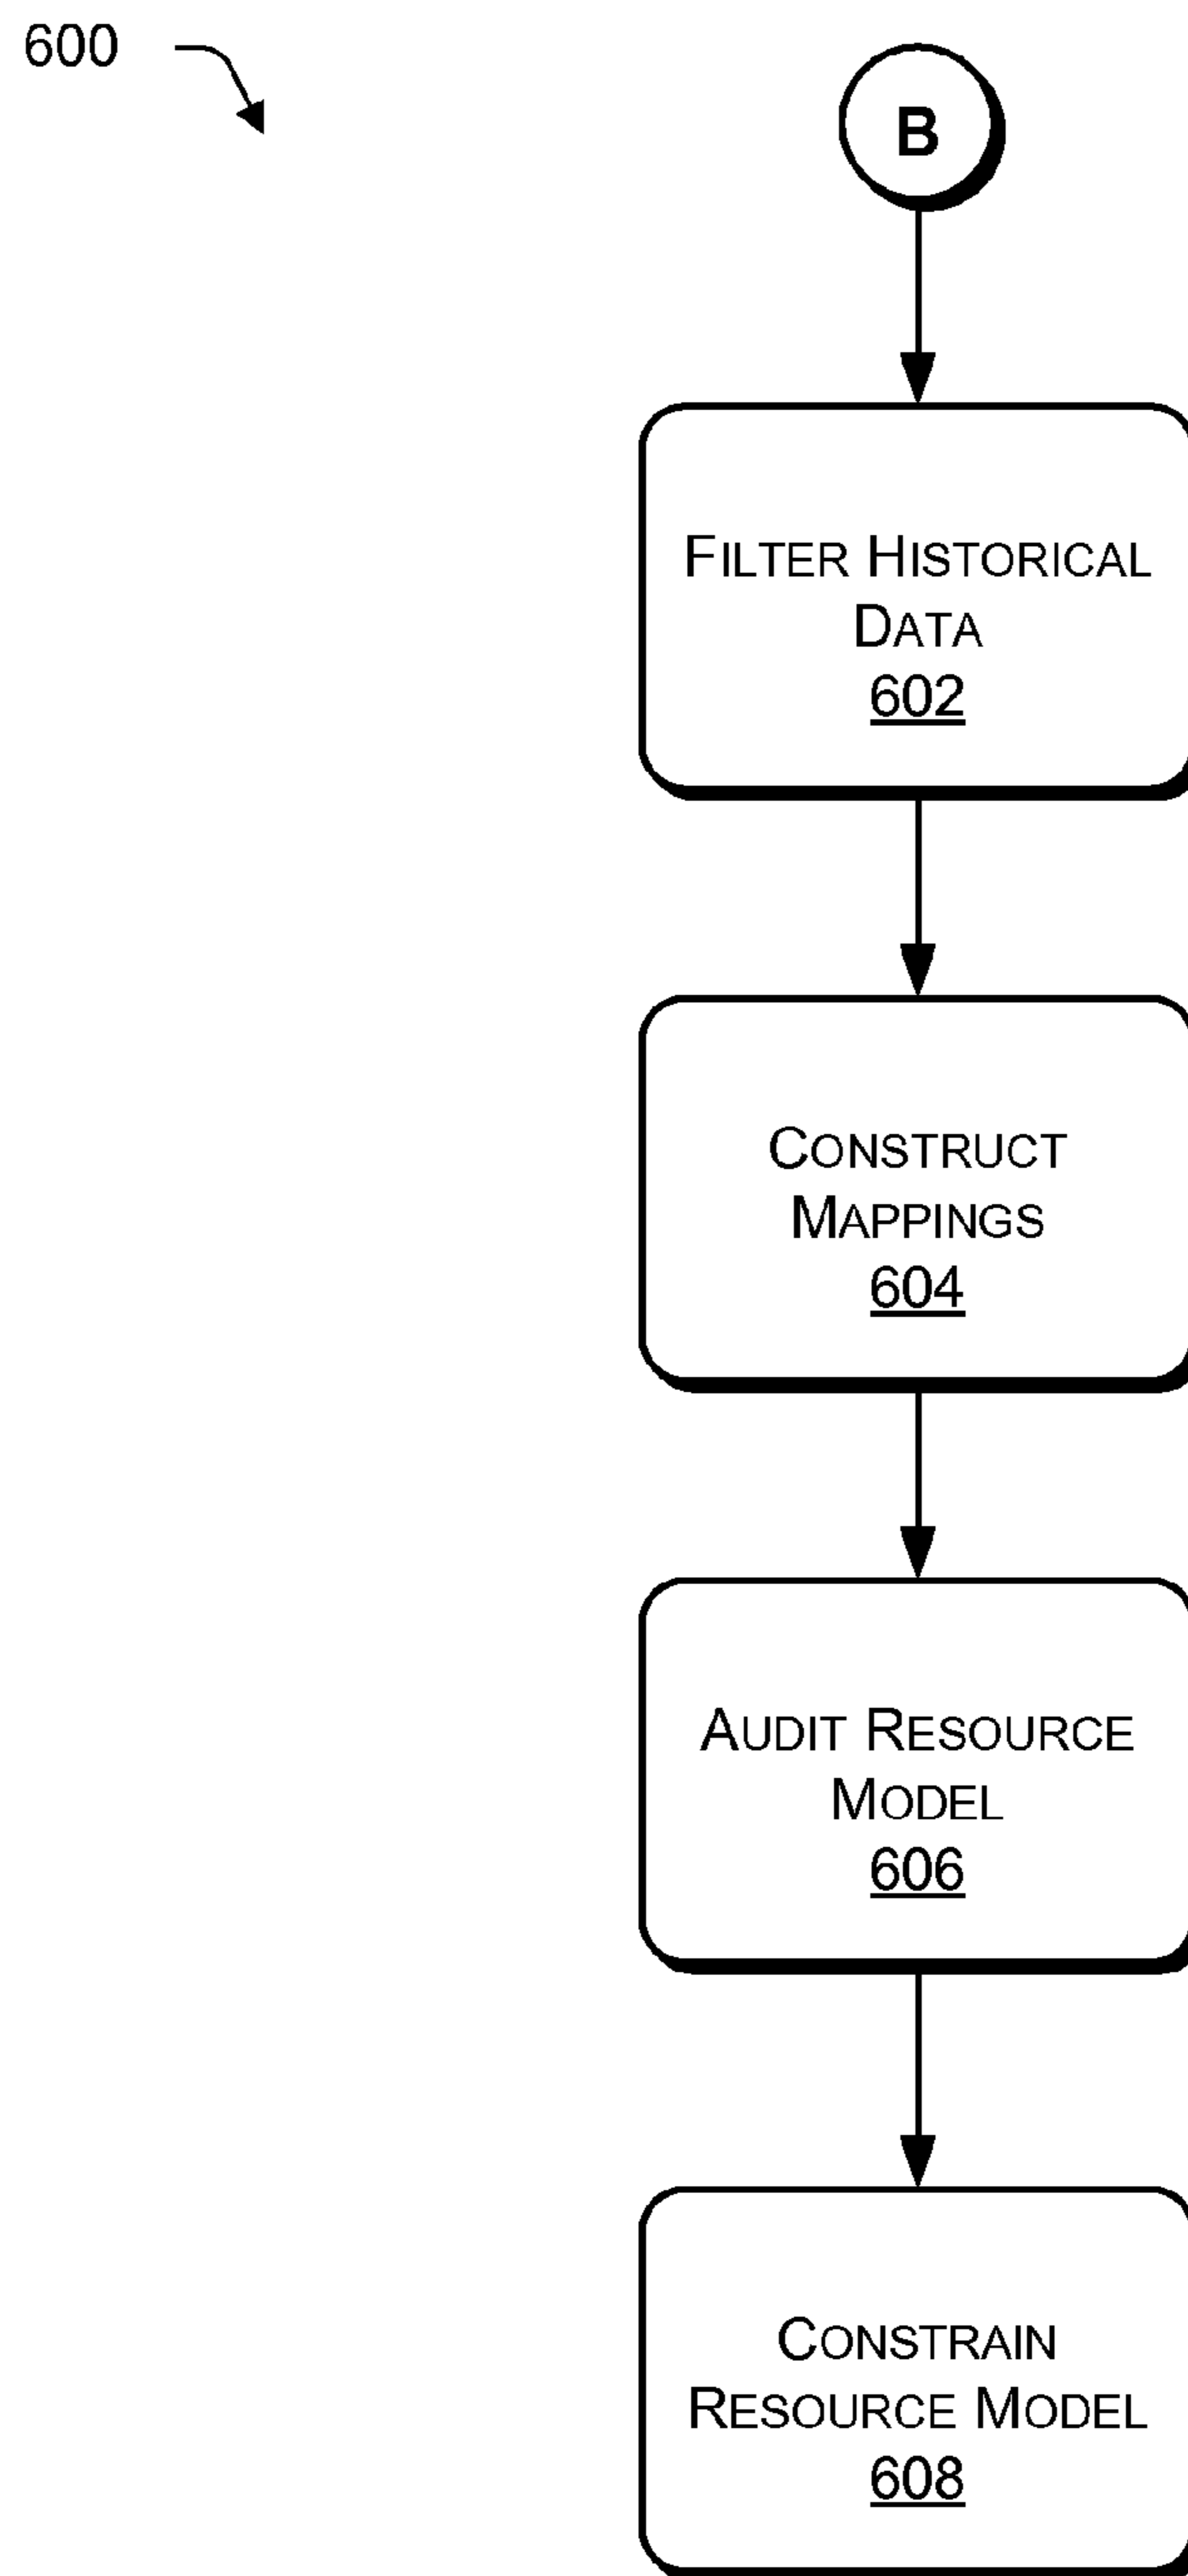 600
B
FILTER HISTORICAL
DATA
602
CONSTRUCT
MAPPINGS
604
AUDIT RESOURCE
MODEL
606
CONSTRAIN
RESOURCE MODEL
608